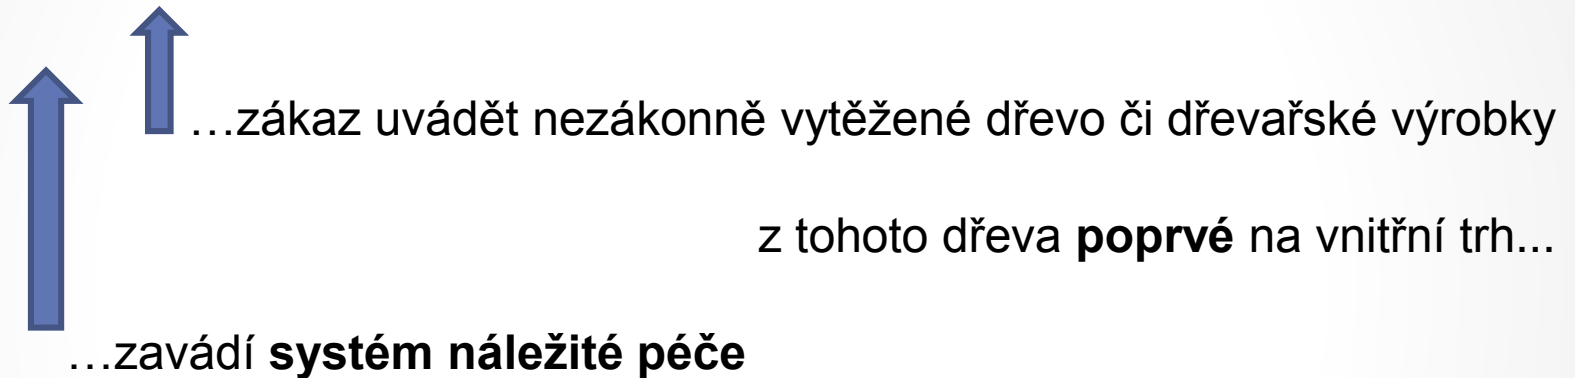 …zákaz uvádět nezákonně vytěžené dřevo či dřevařské výrobky
z tohoto dřeva poprvé na vnitřní trh...
…zavádí systém náležité péče